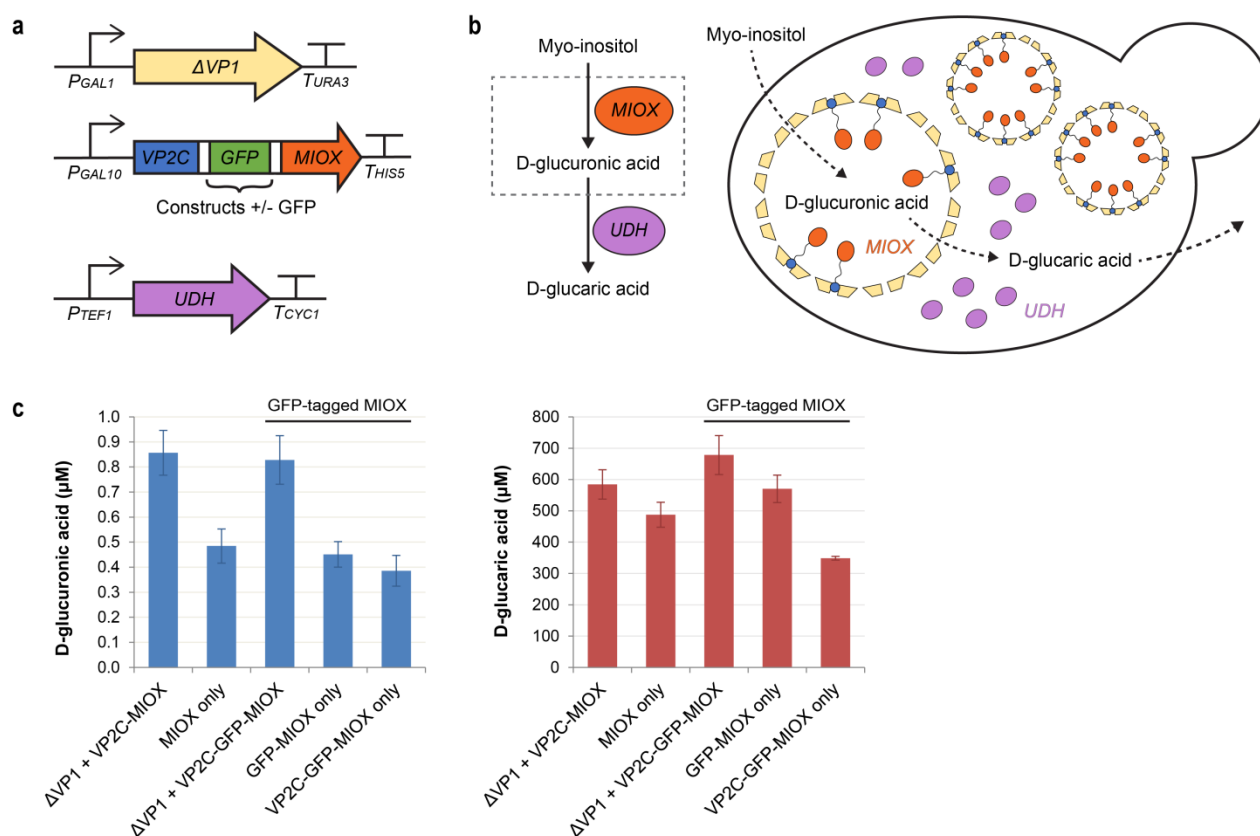 a
ΔVP1
PGAL1
TURA3
VP2C
GFP
MIOX
PGAL10
THIS5
Constructs +/- GFP
UDH
PTEF1
TCYC1
b
Myo-inositol
MIOX
D-glucuronic acid
UDH
D-glucaric acid
Myo-inositol
D-glucuronic acid
MIOX
D-glucaric acid
UDH
c
GFP-tagged MIOX
D-glucuronic acid (µM)
1.0
0.9
0.8
0.7
0.6
0.5
0.4
0.3
0.2
0.1
0.0
ΔVP1 + VP2C-MIOX
MIOX only
ΔVP1 + VP2C-GFP-MIOX
GFP-MIOX only
VP2C-GFP-MIOX only
GFP-tagged MIOX
D-glucaric acid (µM)
800
700
600
500
400
300
200
100
0
ΔVP1 + VP2C-MIOX
MIOX only
ΔVP1 + VP2C-GFP-MIOX
GFP-MIOX only
VP2C-GFP-MIOX only